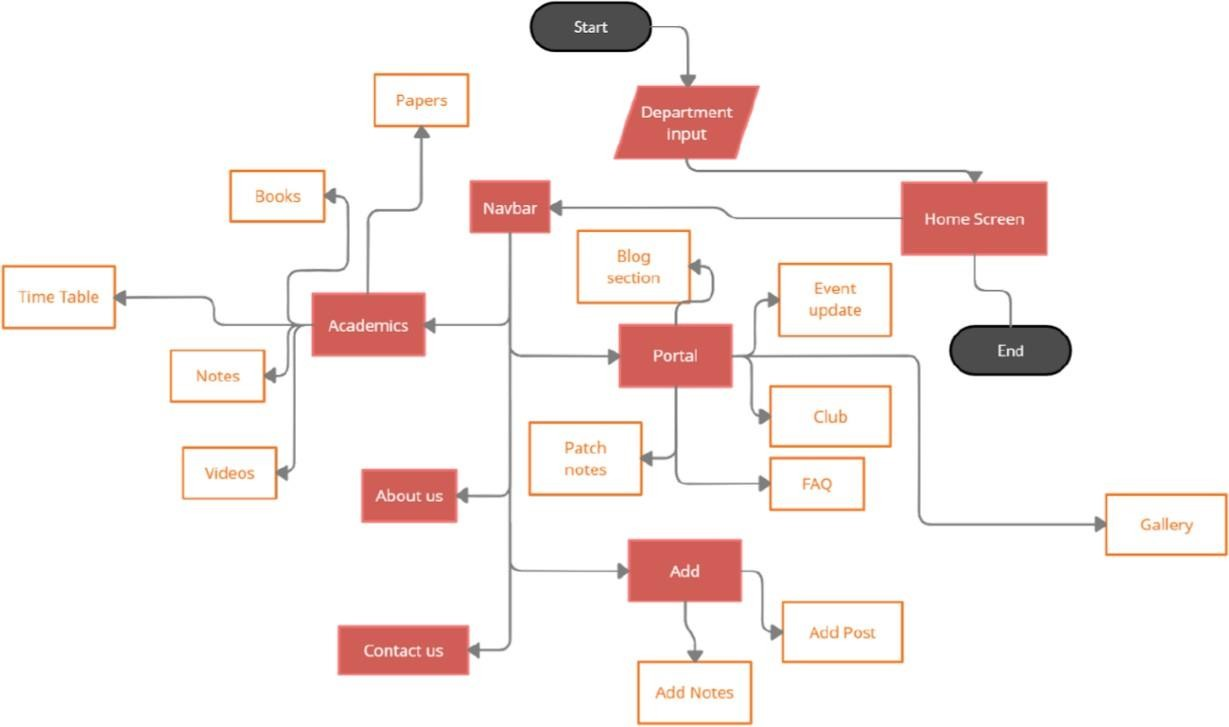 Start
Department
input
Papers
Books
Navbar
Home Screen
Blog
section
Time Table
Event
update
Academics
Portal
End
Notes
Club
Patch
notes
Videos
FAQ
About us
Gallery
Add
Add Post
Contact us
Add Notes